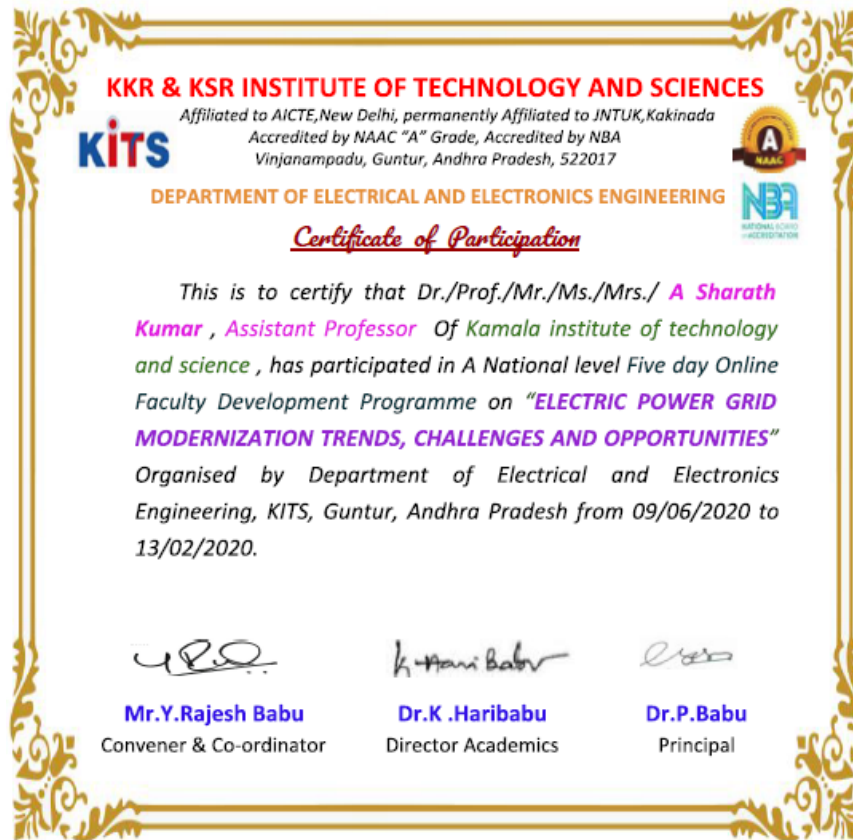 KKR & KSR INSTITUTE OF TECHNOLOGY AND SCIENCES
Affiliated to AICTE,New Delhi, permanently Affiliated to JNTUK,Kakinada
KiTS
Accredited by NAAC “A” Grade, Accredited by NBA
Vinjanampadu, Guntur, Andhra Pradesh, 522017
A
NAAC
DEPARTMENT OF ELECTRICAL AND ELECTRONICS ENGINEERING
NBA
NATIONAL BOARD
of ACCREDITATION
Certificate of Participation
This is to certify that Dr./Prof./Mr./Ms./Mrs./ A Sharath
Kumar , Assistant Professor Of Kamala institute of technology
and science , has participated in A National level Five day Online
Faculty Development Programme on “ELECTRIC POWER GRID
MODERNIZATION TRENDS, CHALLENGES AND OPPORTUNITIES”
Organised by Department of Electrical and Electronics
Engineering, KITS, Guntur, Andhra Pradesh from 09/06/2020 to
13/02/2020.
K-Hari Babu
Mr.Y.Rajesh Babu
Dr.K .Haribabu
Dr.P.Babu
Convener & Co-ordinator
Director Academics
Principal